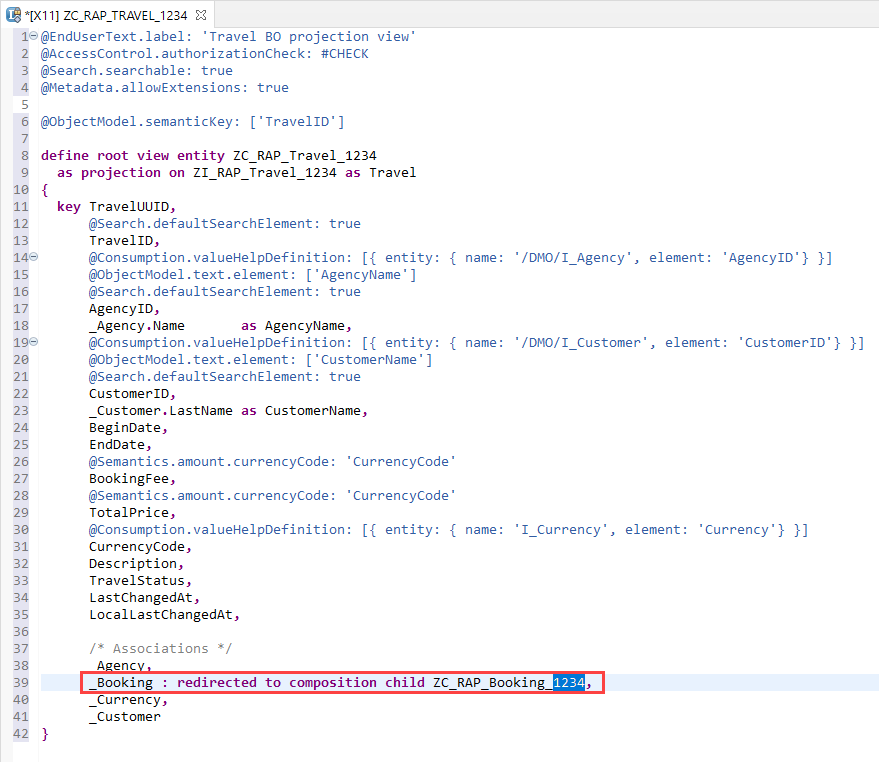 *[X11] ZC_RAP_TRAVEL_1234
1 @EndUserText.label: 'Travel BO projection view'
2 @AccessControl.authorizationCheck: #CHECK
3 @Search.searchable: true
4 @Metadata.allowExtensions: true
5
6 @ObjectModel.semanticKey: ['TravelID']
7
8 define root view entity ZC_RAP_Travel_1234
9   as projection on ZI_RAP_Travel_1234 as Travel
10 {
11   key TravelUUID,
12       @Search.defaultSearchElement: true
13       TravelID,
14       @Consumption.valueHelpDefinition: [{ entity: { name: '/DMO/I_Agency', element: 'AgencyID'} }]
15       @ObjectModel.text.element: ['AgencyName']
16       @Search.defaultSearchElement: true
17       AgencyID,
18       _Agency.Name       as AgencyName,
19       @Consumption.valueHelpDefinition: [{ entity: { name: '/DMO/I_Customer', element: 'CustomerID'} }]
20       @ObjectModel.text.element: ['CustomerName']
21       @Search.defaultSearchElement: true
22       CustomerID,
23       _Customer.LastName as CustomerName,
24       BeginDate,
25       EndDate,
26       @Semantics.amount.currencyCode: 'CurrencyCode'
27       BookingFee,
28       @Semantics.amount.currencyCode: 'CurrencyCode'
29       TotalPrice,
30       @Consumption.valueHelpDefinition: [{ entity: { name: 'I_Currency', element: 'Currency'} }]
31       CurrencyCode,
32       Description,
33       TravelStatus,
34       LastChangedAt,
35       LocalLastChangedAt,
36
37       /* Associations */
38       _Agency,
39       _Booking : redirected to composition child ZC_RAP_Booking_1234,
40       _Currency,
41       _Customer
42 }